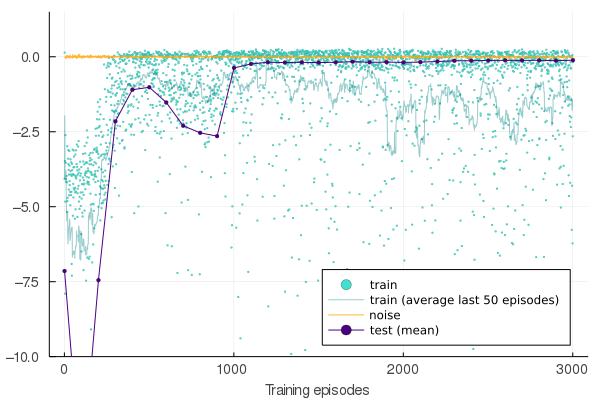 0.0
−2.5
−5.0
−7.5
−10.0
0
1000
2000
3000
Training episodes
train
train (average last 50 episodes)
noise
test (mean)